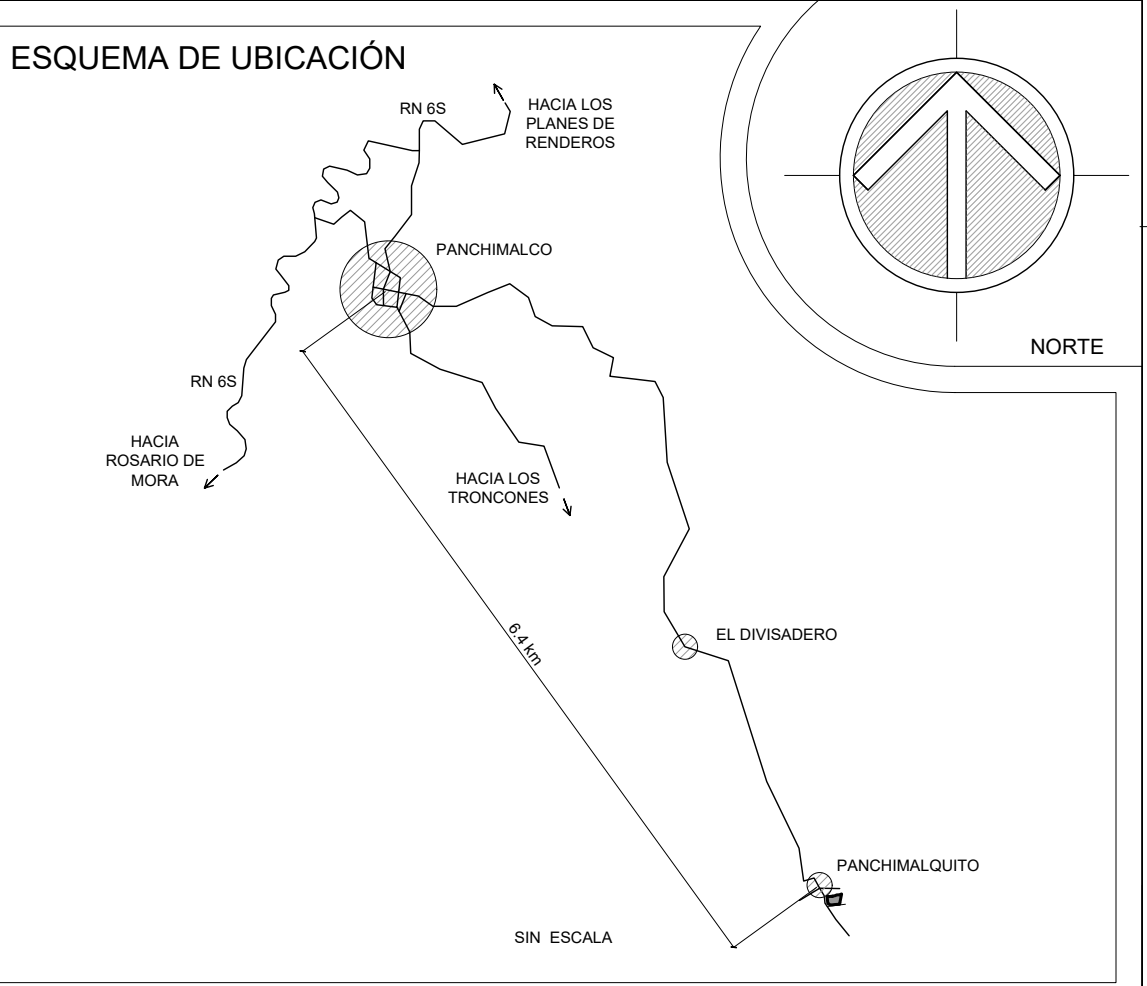 ESQUEMA DE UBICACIÓN
RN 6S
HACIA LOS
PLANES DE
RENDEROS
PANCHIMALCO
NORTE
RN 6S
HACIA
ROSARIO DE
MORA
HACIA LOS
TRONCONES
6.4 km
EL DIVISADERO
PANCHIMALQUITO
SIN ESCALA